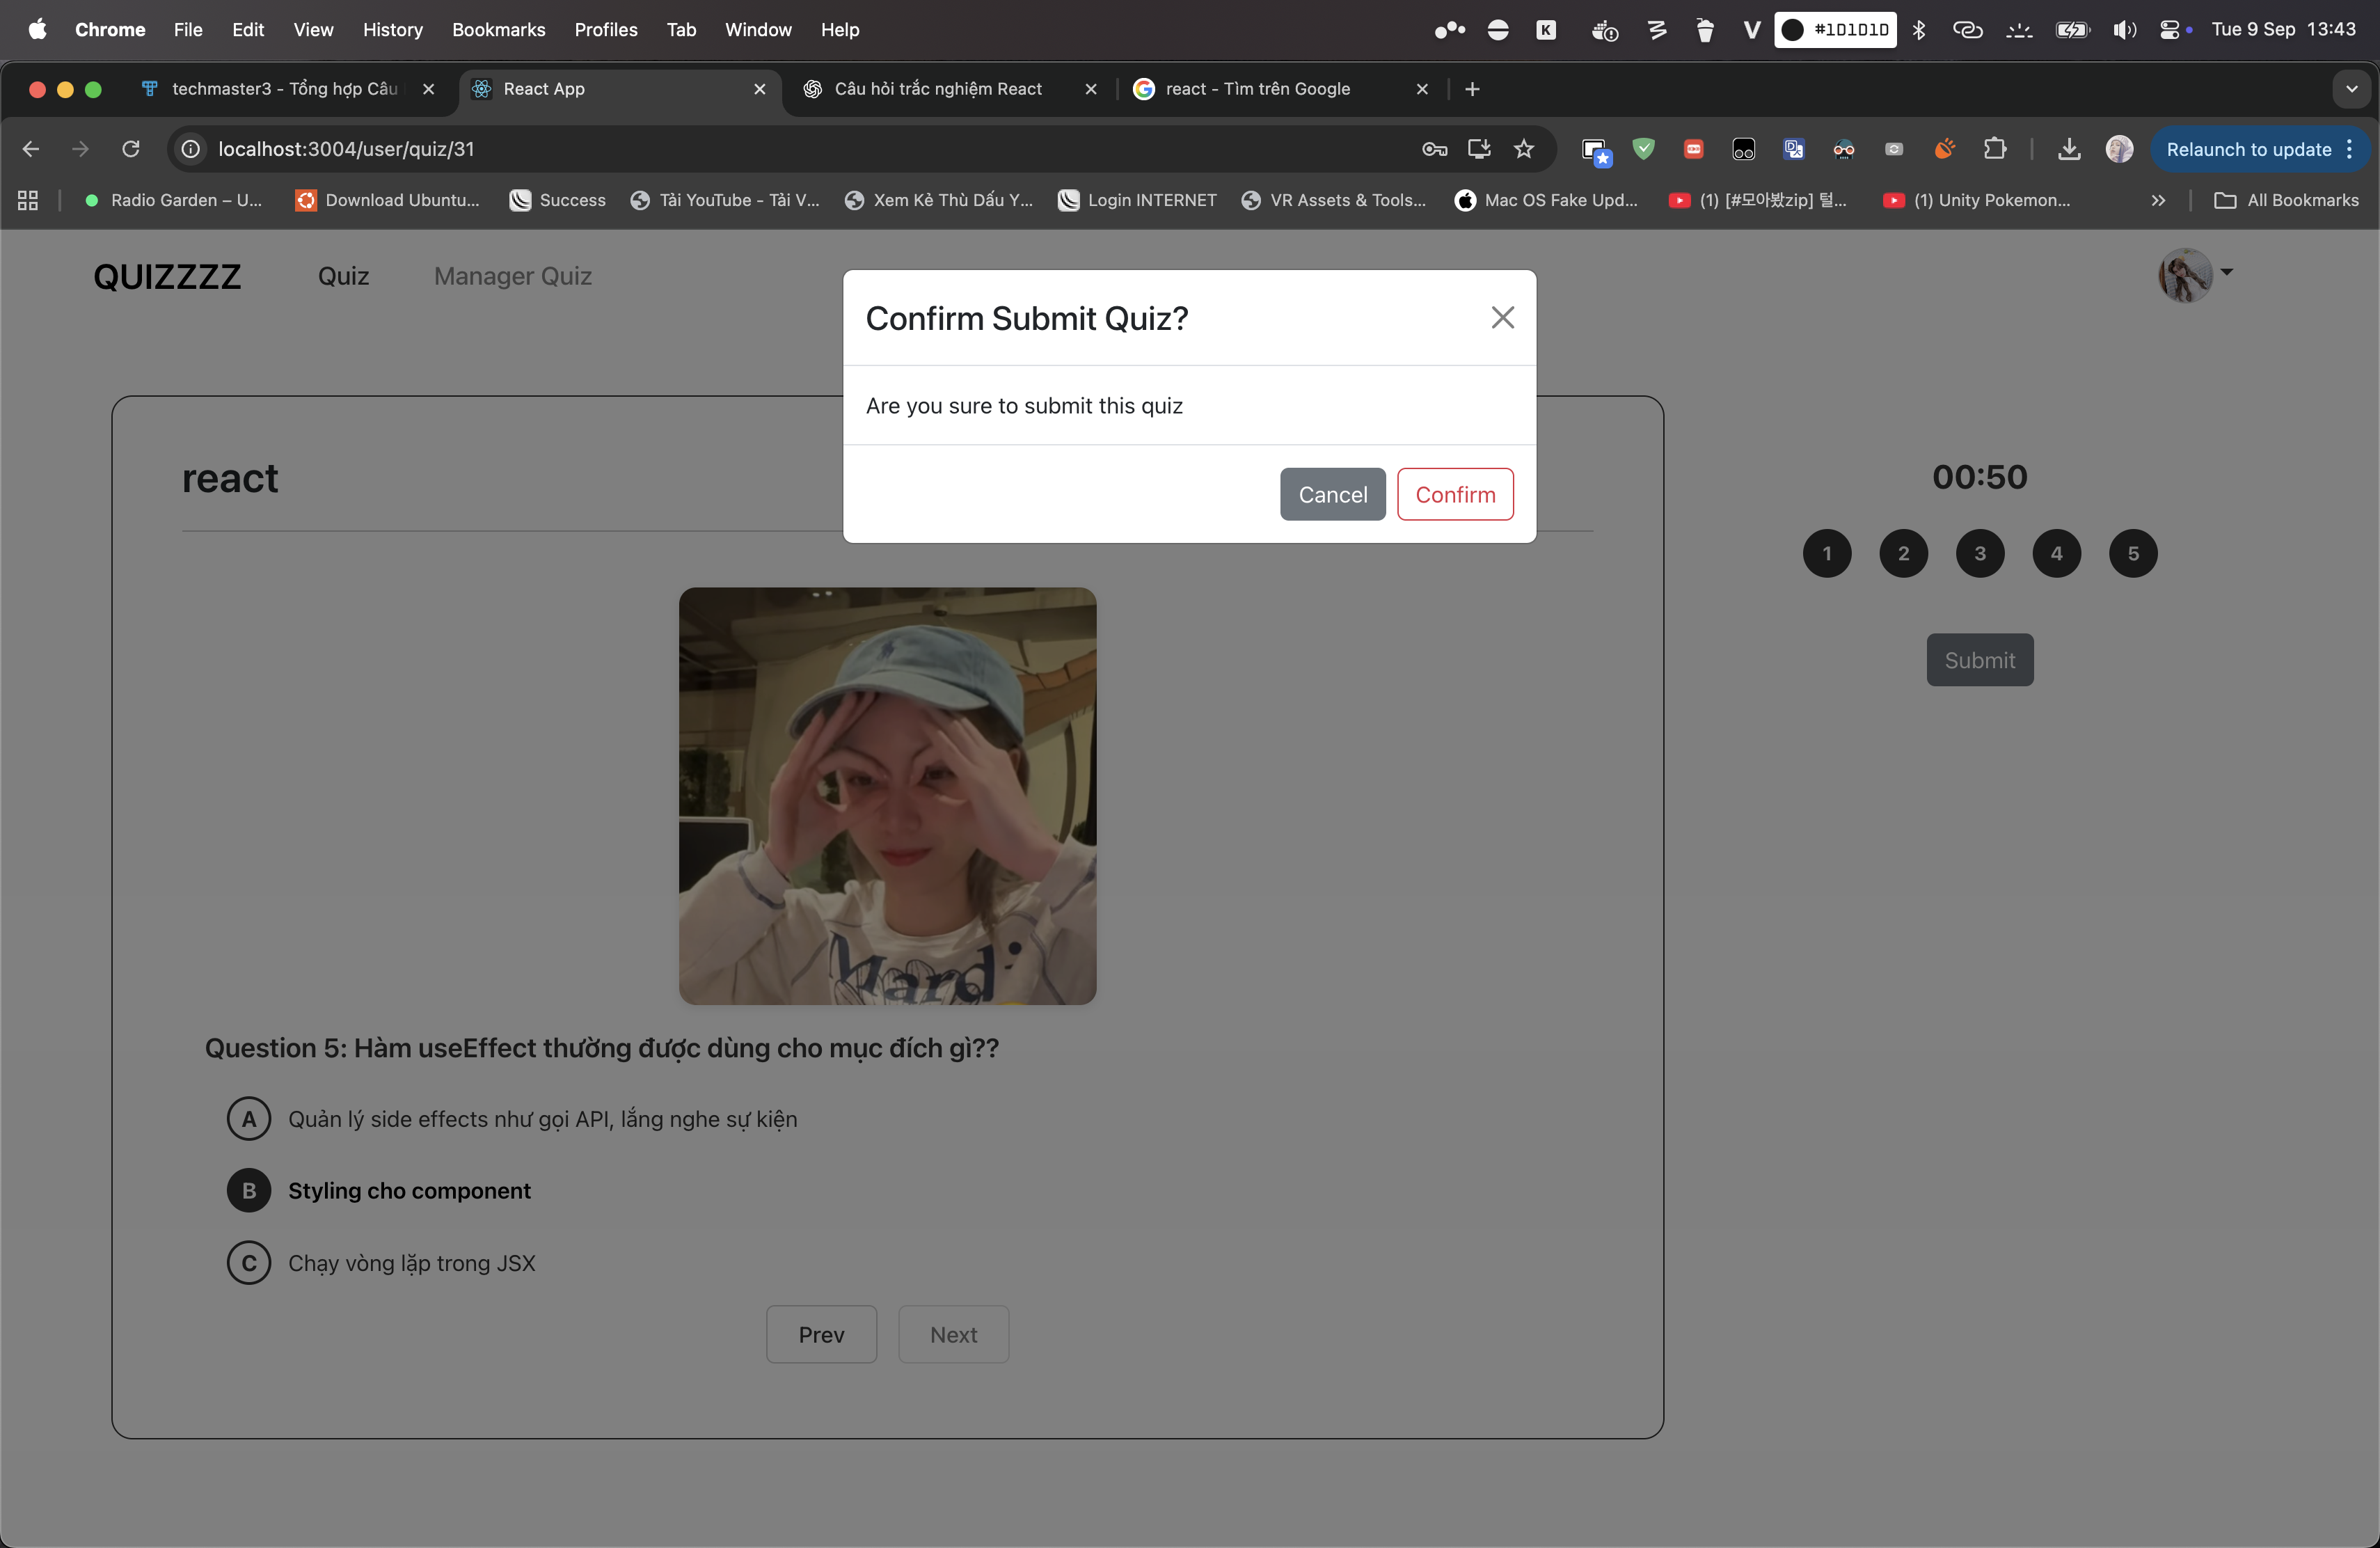 Chrome File Edit View History Bookmarks Profiles Tab Window Help K V #1D1D1D Tue 9 Sep 13:43
techmaster3 - Tổng hợp Câu React App Câu hỏi trắc nghiệm React react - Tìm trên Google
localhost:3004/user/quiz/31 Relaunch to update
Radio Garden – U... Download Ubuntu... Success Tải YouTube - Tải V... Xem Kẻ Thù Dấu Y... Login INTERNET VR Assets & Tools... Mac OS Fake Upd... (1) [#모아봤zip] 털... (1) Unity Pokemon... All Bookmarks
QUIZZZZ Quiz Manager Quiz
Confirm Submit Quiz?
Are you sure to submit this quiz
Cancel Confirm
react
00:50
1 2 3 4 5
Submit
Mard
Question 5: Hàm useEffect thường được dùng cho mục đích gì??
A Quản lý side effects như gọi API, lắng nghe sự kiện
B Styling cho component
C Chạy vòng lặp trong JSX
Prev Next